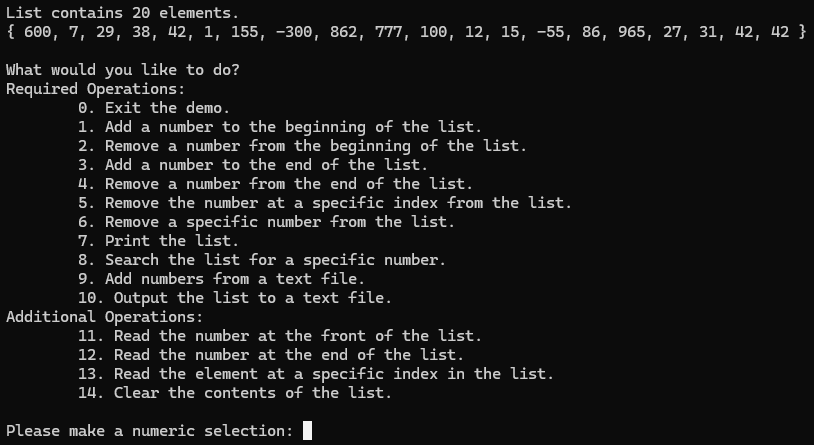 List contains 20 elements.
{ 600, 7, 29, 38, 42, 1, 155, -300, 862, 777, 100, 12, 15, -55, 86, 965, 27, 31, 42, 42 }
What would you like to do?
Required Operations:
0. Exit the demo.
1. Add a number to the beginning of the list.
2. Remove a number from the beginning of the list.
3. Add a number to the end of the list.
4. Remove a number from the end of the list.
5. Remove the number at a specific index from the list.
6. Remove a specific number from the list.
7. Print the list.
8. Search the list for a specific number.
9. Add numbers from a text file.
10. Output the list to a text file.
Additional Operations:
11. Read the number at the front of the list.
12. Read the number at the end of the list.
13. Read the element at a specific index in the list.
14. Clear the contents of the list.
Please make a numeric selection: